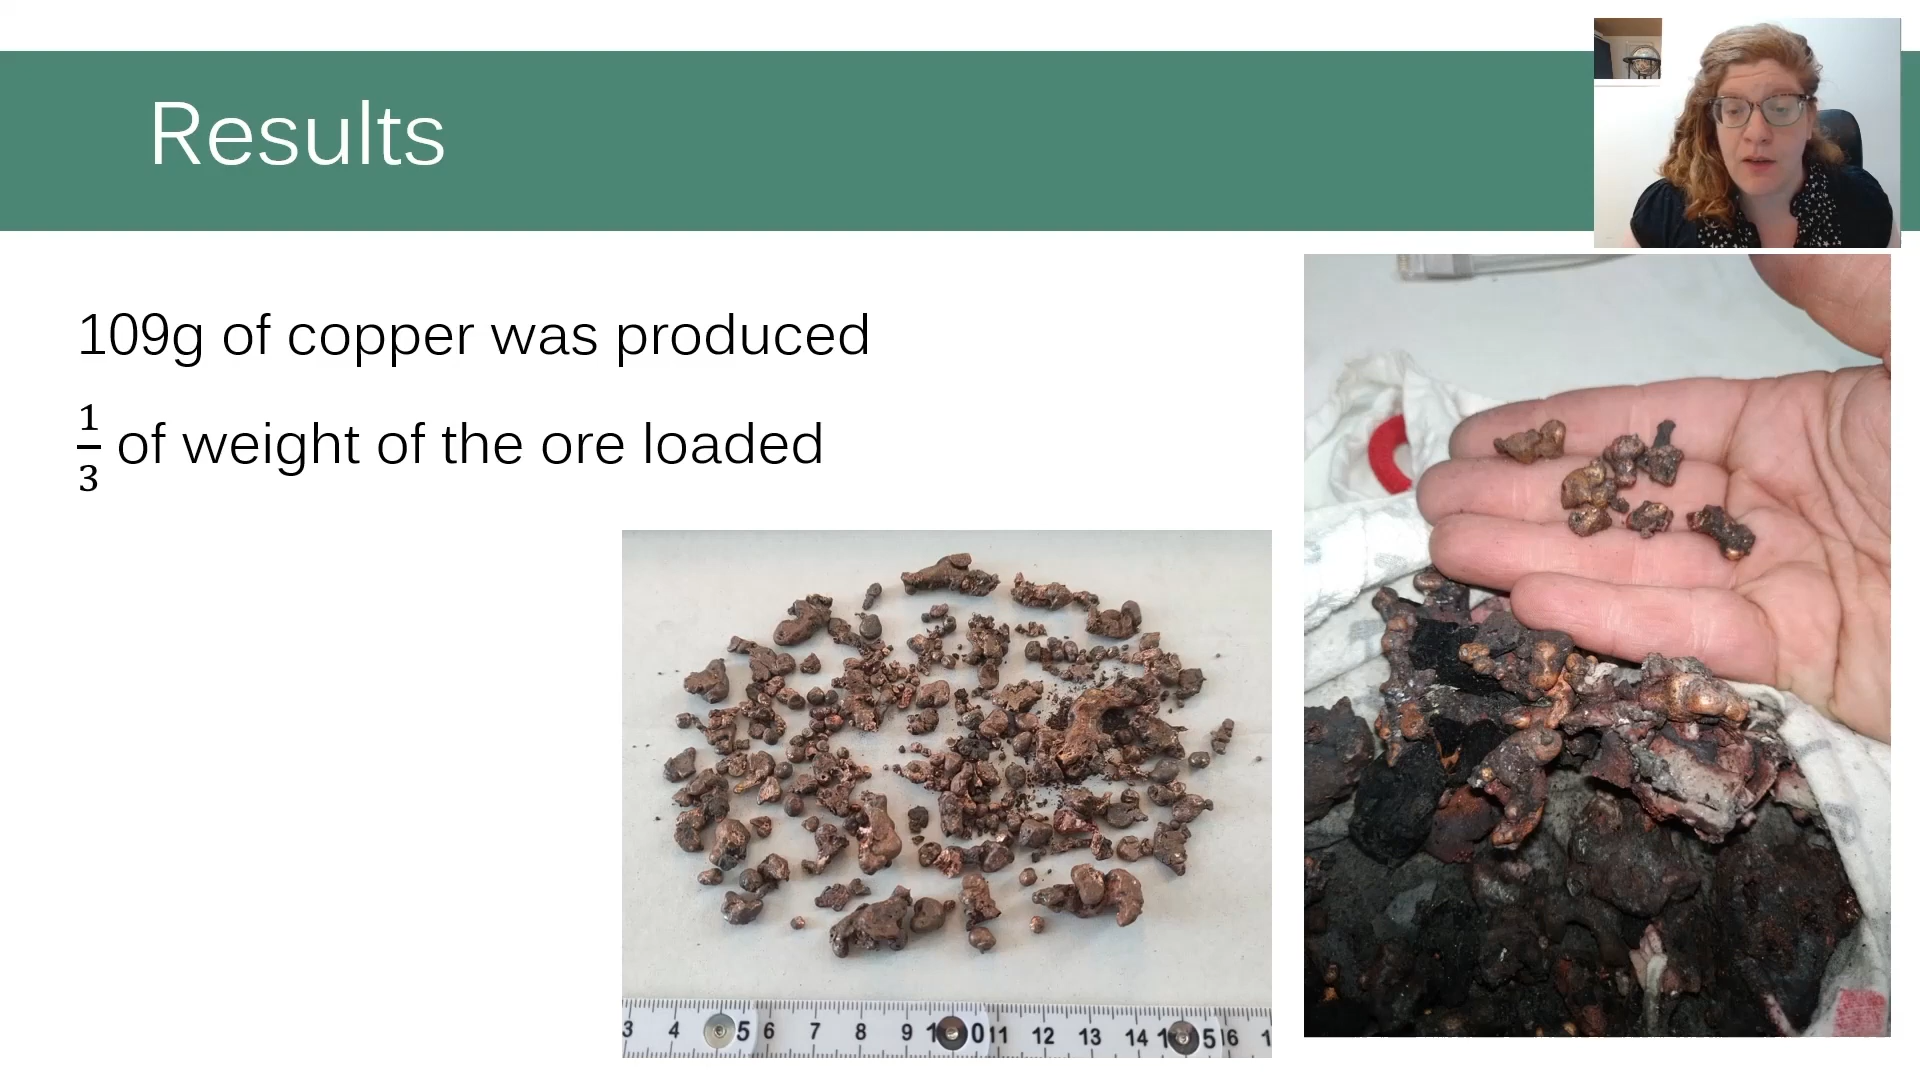 Results
109g of copper was produced
1/3 of weight of the ore loaded
3 4 5 6 7 8 9 10 11 12 13 14 15 16 1